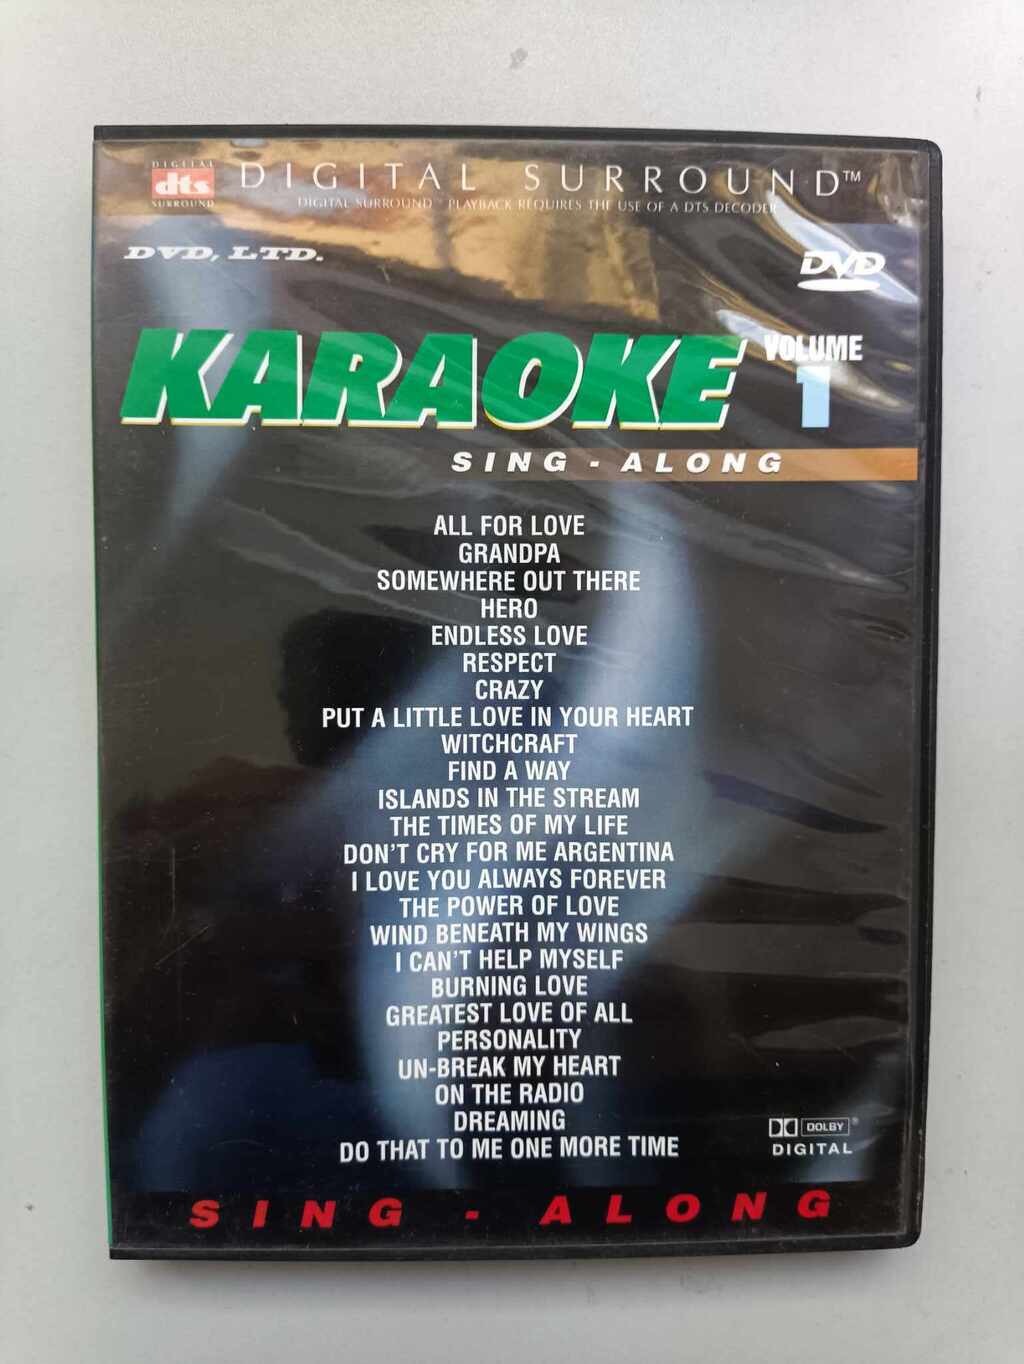 DIGITAL
dts
SURROUND
DIGITAL SURROUND™
DIGITAL SURROUND PLAYBACK REQUIRES THE USE OF A DTS DECODER
DVD, LTD.
DVD
KARAOKE
VOLUME
1
SING - ALONG
ALL FOR LOVE
GRANDPA
SOMEWHERE OUT THERE
HERO
ENDLESS LOVE
RESPECT
CRAZY
PUT A LITTLE LOVE IN YOUR HEART
WITCHCRAFT
FIND A WAY
ISLANDS IN THE STREAM
THE TIMES OF MY LIFE
DON'T CRY FOR ME ARGENTINA
I LOVE YOU ALWAYS FOREVER
THE POWER OF LOVE
WIND BENEATH MY WINGS
I CAN'T HELP MYSELF
BURNING LOVE
GREATEST LOVE OF ALL
PERSONALITY
UN-BREAK MY HEART
ON THE RADIO
DREAMING
DO THAT TO ME ONE MORE TIME
DOLBY®
DIGITAL
SING - ALONG